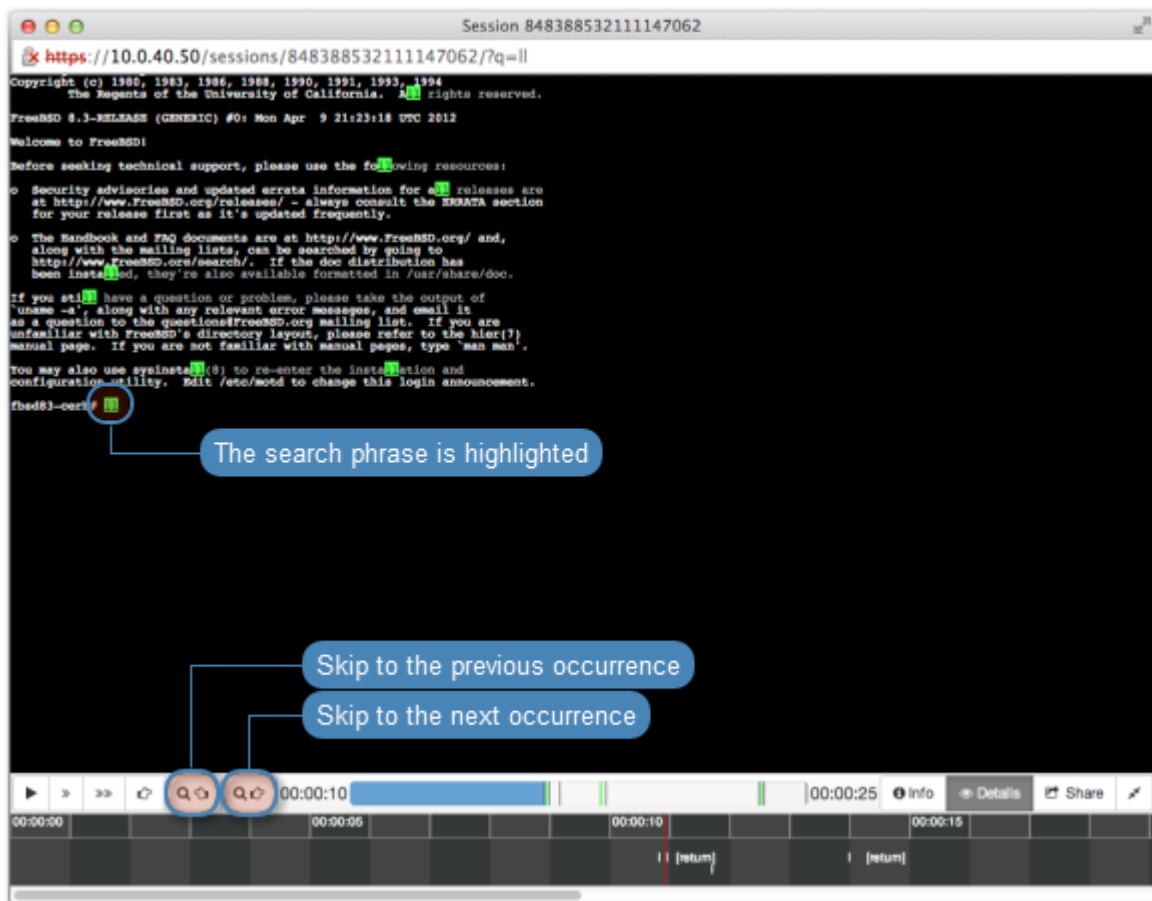 Session 848388532111147062
https://10.0.40.50/sessions/848388532111147062/?q=ll
Copyright (c) 1980, 1983, 1986, 1988, 1990, 1991, 1993, 1994
The Regents of the University of California. All rights reserved.
FreeBSD 8.3-RELEASE (GENERIC) #0: Mon Apr 9 21:23:18 UTC 2012
Welcome to FreeBSD!
Before seeking technical support, please use the following resources:
o Security advisories and updated errata information for all releases are
at http://www.FreeBSD.org/releases/ - always consult the ERRATA section
for your release first as it's updated frequently.
o The Handbook and FAQ documents are at http://www.FreeBSD.org/ and,
along with the mailing lists, can be searched by going to
http://www.FreeBSD.org/search/. If the doc distribution has
been installed, they're also available formatted in /usr/share/doc.
If you still have a question or problem, please take the output of
`uname -a', along with any relevant error messages, and email it
as a question to the questions@FreeBSD.org mailing list. If you are
unfamiliar with FreeBSD's directory layout, please refer to the hier(7)
manual page. If you are not familiar with manual pages, type `man man'.
You may also use sysinstall(8) to re-enter the installation and
configuration utility. Edit /etc/motd to change this login announcement.
fbsd83-cerb# ll
The search phrase is highlighted
Skip to the previous occurrence
Skip to the next occurrence
00:00:10 00:00:25 Info Details Share
00:00:00 00:00:05 00:00:10 00:00:15
l l [return] l [return]